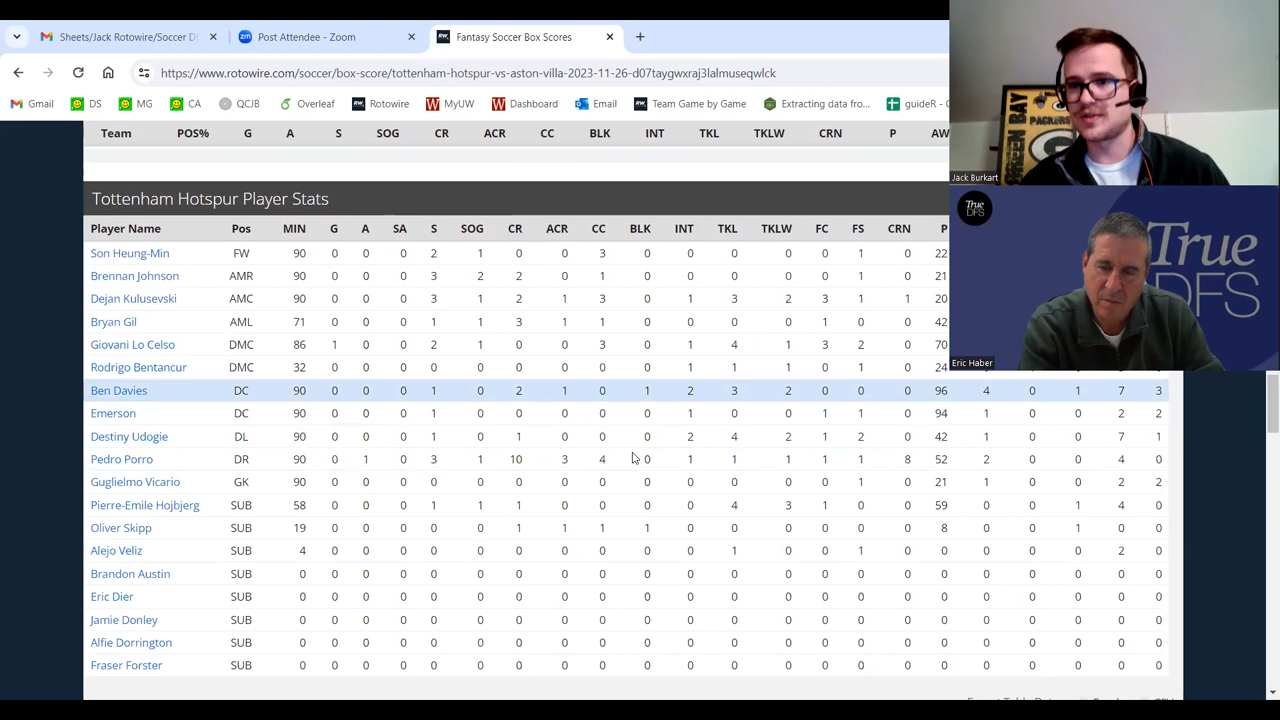 Sheets/Jack Rotowire/Soccer D
Post Attendee - Zoom
Fantasy Soccer Box Scores
https://www.rotowire.com/soccer/box-score/tottenham-hotspur-vs-aston-villa-2023-11-26-d07taygwxraj3lalmuseqwlck
Gmail DS MG CA QCJB Overleaf Rotowire MyUW Dashboard Email Team Game by Game Extracting data from... guideR - G
Team POS% G A S SOG CR ACR CC BLK INT TKL TKLW CRN P AW
Tottenham Hotspur Player Stats
Player Name Pos MIN G A SA S SOG CR ACR CC BLK INT TKL TKLW FC FS CRN P
Son Heung-Min FW 90 0 0 0 2 1 0 0 3 0 0 0 0 0 1 0 22
Brennan Johnson AMR 90 0 0 0 3 2 2 0 1 0 0 0 0 0 1 0 21
Dejan Kulusevski AMC 90 0 0 0 3 1 2 1 3 0 1 3 2 3 1 1 20
Bryan Gil AML 71 0 0 0 1 1 3 1 1 0 0 0 0 1 0 0 42
Giovani Lo Celso DMC 86 1 0 0 2 1 0 0 3 0 1 4 1 3 2 0 70
Rodrigo Bentancur DMC 32 0 0 0 0 0 0 0 0 0 1 1 1 0 0 0 24
Ben Davies DC 90 0 0 0 1 0 2 1 0 1 2 3 2 0 0 0 96 4 0 1 7 3
Emerson DC 90 0 0 0 0 0 0 0 0 0 1 0 0 1 1 0 94 1 0 0 2 2
Destiny Udogie DL 90 0 0 0 1 0 1 0 0 0 2 4 2 1 2 0 42 1 0 0 7 1
Pedro Porro DR 90 0 1 0 3 1 10 3 4 0 1 1 1 1 1 8 52 2 0 0 4 0
Guglielmo Vicario GK 90 0 0 0 0 0 0 0 0 0 0 0 0 0 1 0 21 1 0 0 2 2
Pierre-Emile Hojbjerg SUB 58 0 0 0 1 1 1 0 0 0 0 4 3 1 0 0 59 0 0 1 4 0
Oliver Skipp SUB 19 0 0 0 0 0 1 1 1 1 0 0 0 0 0 0 8 0 0 1 0 0
Alejo Veliz SUB 4 0 0 0 0 0 0 0 0 0 0 1 0 0 1 0 0 0 0 0 2 0
Brandon Austin SUB 0 0 0 0 0 0 0 0 0 0 0 0 0 0 0 0 0 0 0 0 0 0
Eric Dier SUB 0 0 0 0 0 0 0 0 0 0 0 0 0 0 0 0 0 0 0 0 0 0
Jamie Donley SUB 0 0 0 0 0 0 0 0 0 0 0 0 0 0 0 0 0 0 0 0 0 0
Alfie Dorrington SUB 0 0 0 0 0 0 0 0 0 0 0 0 0 0 0 0 0 0 0 0 0 0
Fraser Forster SUB 0 0 0 0 0 0 0 0 0 0 0 0 0 0 0 0 0 0 0 0 0 0
GREEN BAY
PACKERS
G
Jack Burkart
True
DFS
True
DFS
Eric Haber